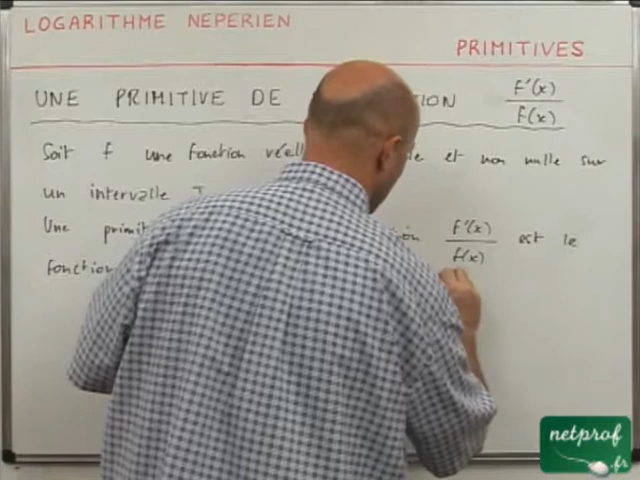 LOGARITHME NEPERIEN
PRIMITIVES
UNE PRIMITIVE DE
f'(x)
f(x)
Soit f une fonction et non nulle sur
un intervalle I
Une f'(x) est la
f(x)
fonction
netprof
.fr